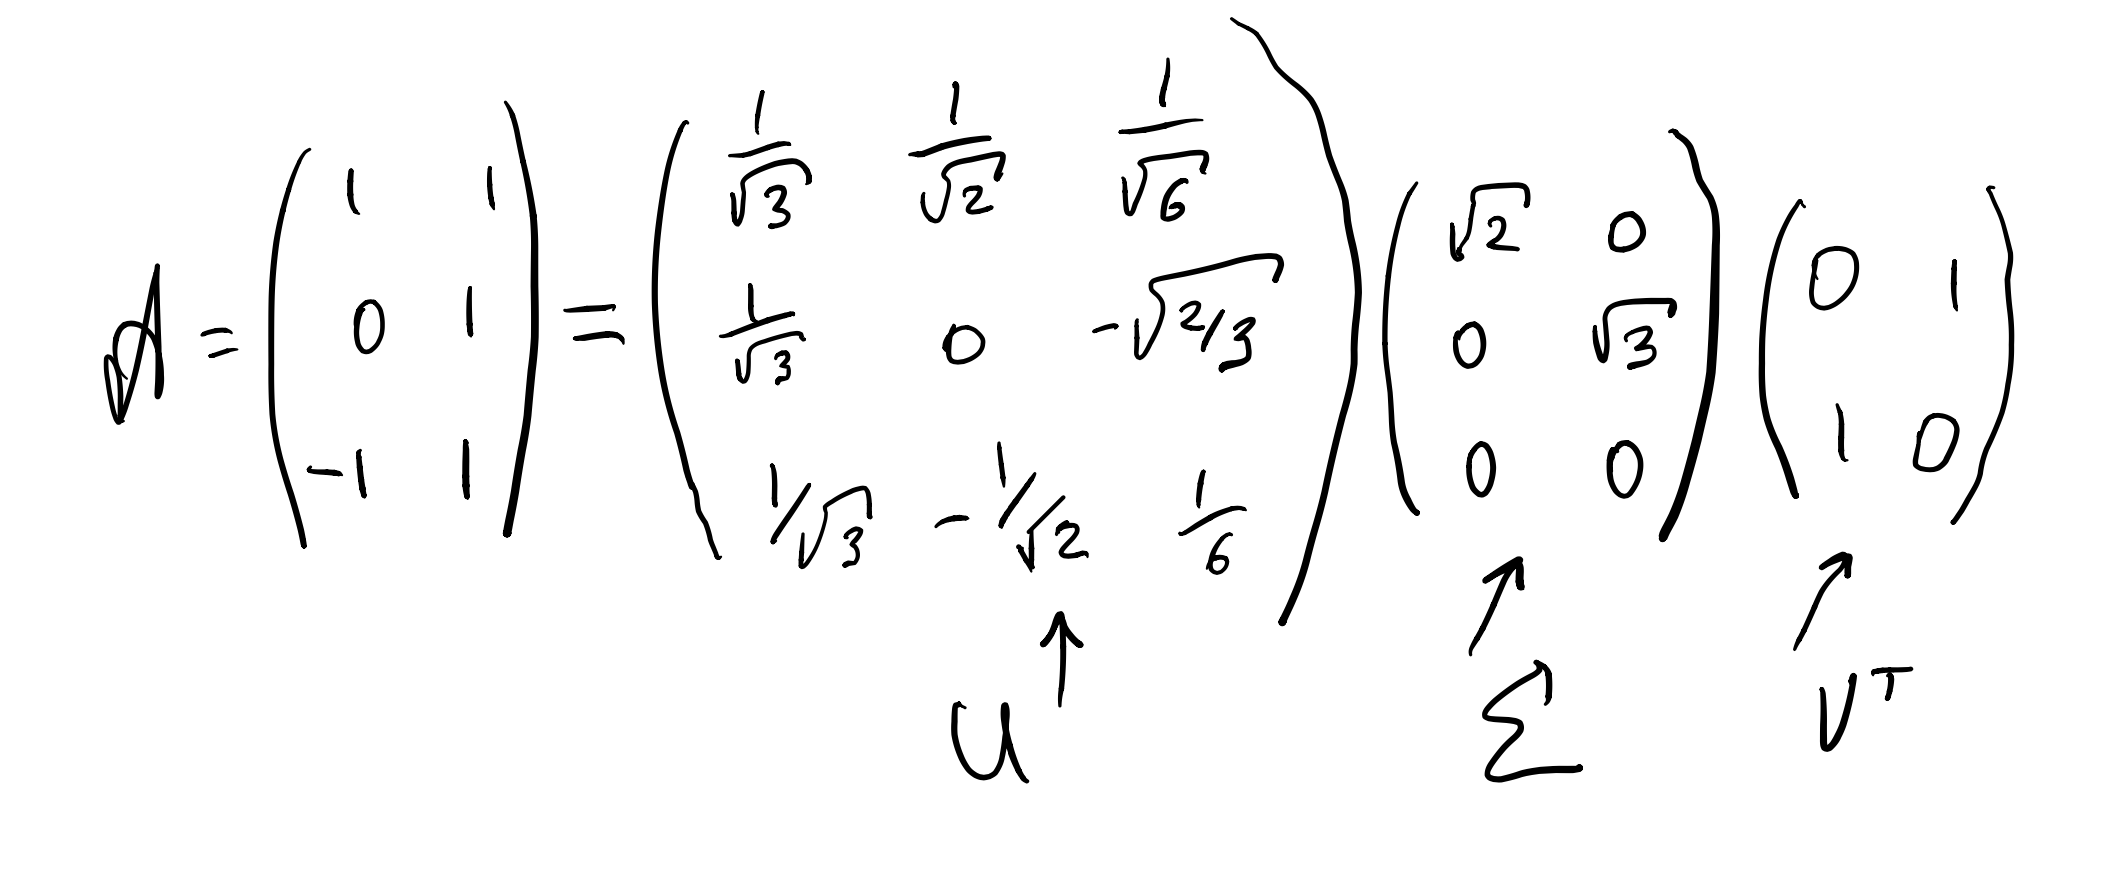 A = \begin{pmatrix} 1 & 1 \\ 0 & 1 \\ -1 & 1 \end{pmatrix} = \begin{pmatrix} \frac{1}{\sqrt{3}} & \frac{1}{\sqrt{2}} & \frac{1}{\sqrt{6}} \\ \frac{1}{\sqrt{3}} & 0 & -\sqrt{2/3} \\ 1/\sqrt{3} & -1/\sqrt{2} & \frac{1}{6} \end{pmatrix} \begin{pmatrix} \sqrt{2} & 0 \\ 0 & \sqrt{3} \\ 0 & 0 \end{pmatrix} \begin{pmatrix} 0 & 1 \\ 1 & 0 \end{pmatrix}
↑ ↗ ↗
U Σ V^T